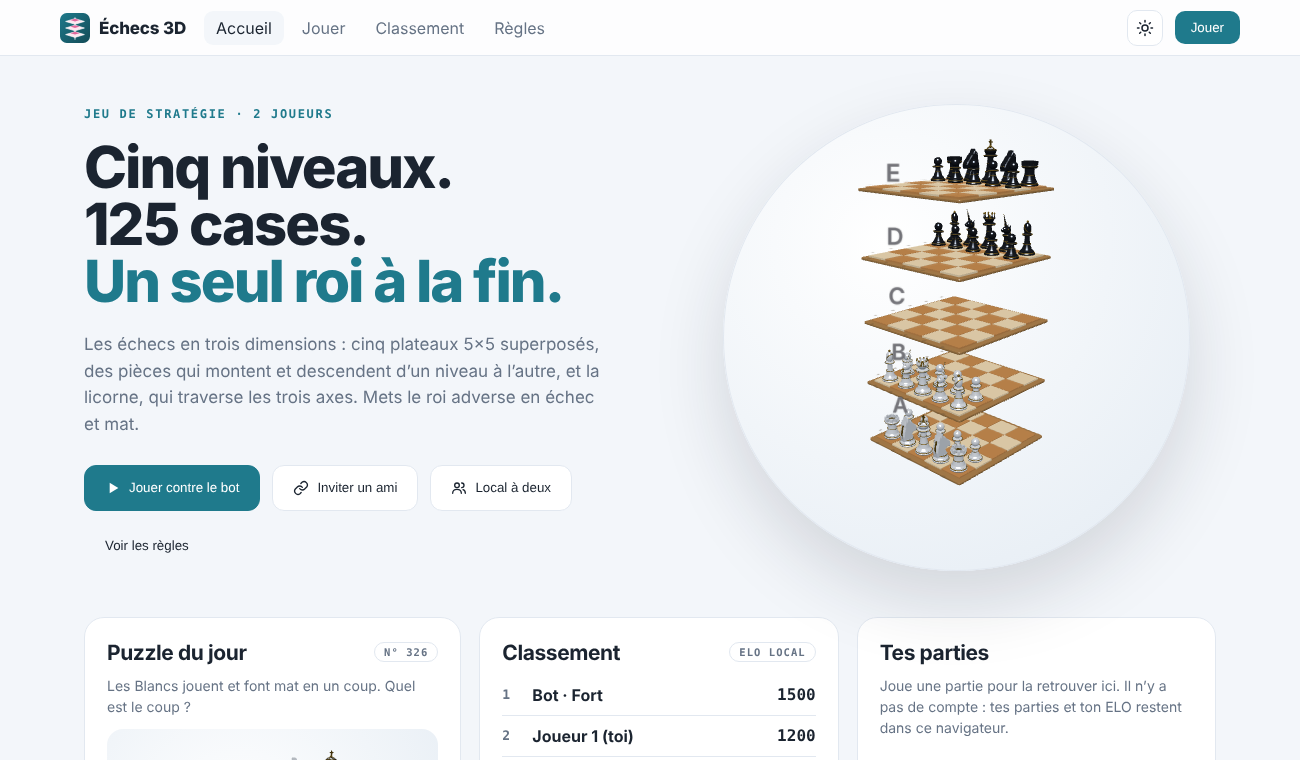 Échecs 3D
Accueil
Jouer
Classement
Règles
Jouer
JEU DE STRATÉGIE · 2 JOUEURS
Cinq niveaux.
125 cases.
Un seul roi à la fin.
Les échecs en trois dimensions : cinq plateaux 5×5 superposés,
des pièces qui montent et descendent d’un niveau à l’autre, et la
licorne, qui traverse les trois axes. Mets le roi adverse en échec
et mat.
Jouer contre le bot
Inviter un ami
Local à deux
Voir les règles
E
D
C
B
A
Puzzle du jour
N° 326
Les Blancs jouent et font mat en un coup. Quel
est le coup ?
Classement
ELO LOCAL
1 Bot · Fort 1500
2 Joueur 1 (toi) 1200
Tes parties
Joue une partie pour la retrouver ici. Il n’y a
pas de compte : tes parties et ton ELO restent
dans ce navigateur.